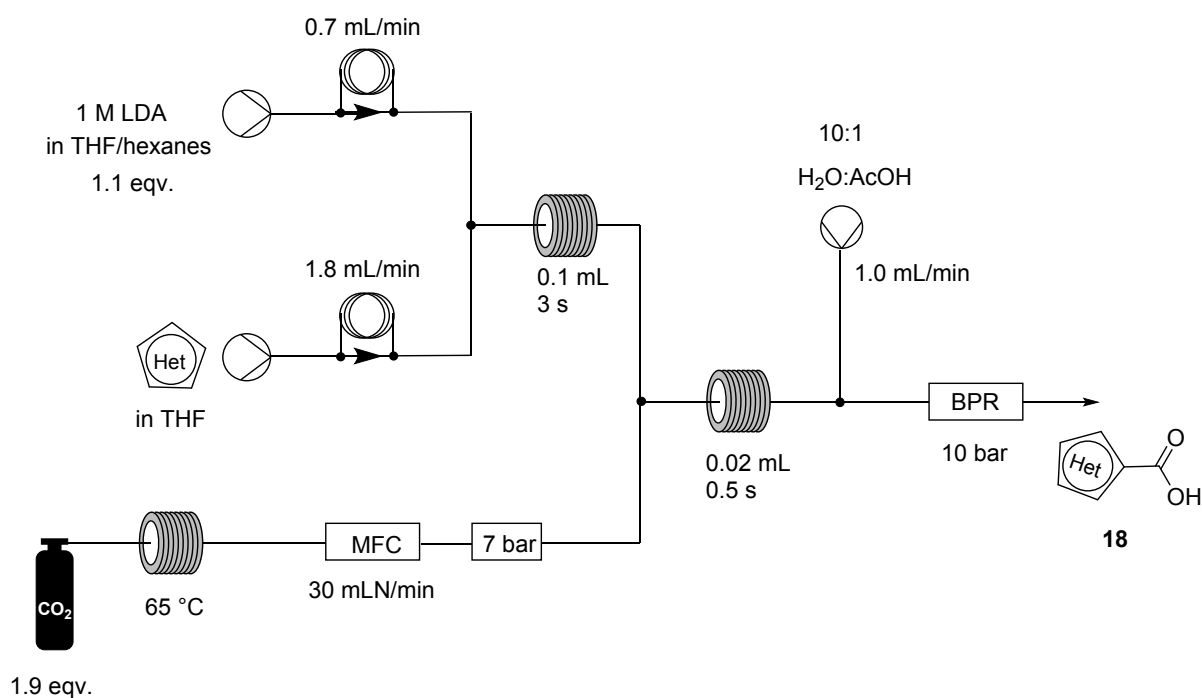 0.7 mL/min
1 M LDA
in THF/hexanes
1.1 eqv.
10:1
H₂O:AcOH
1.0 mL/min
1.8 mL/min
0.1 mL
3 s
Het
in THF
0.02 mL
0.5 s
BPR
10 bar
Het
O
OH
18
MFC
7 bar
30 mLN/min
65 °C
CO₂
1.9 eqv.